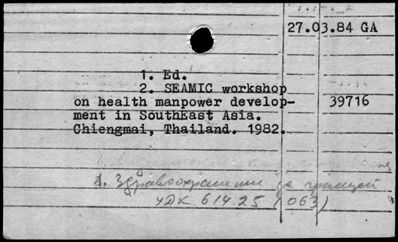 27.03.84 GA
1. Ed.
2. SEAMIC workshop
on health manpower develop- 39716
ment in SouthEast Asia.
Chiengmai, Thailand. 1982.
1. Здравоохранение за границей
УДК 614.25 (063)